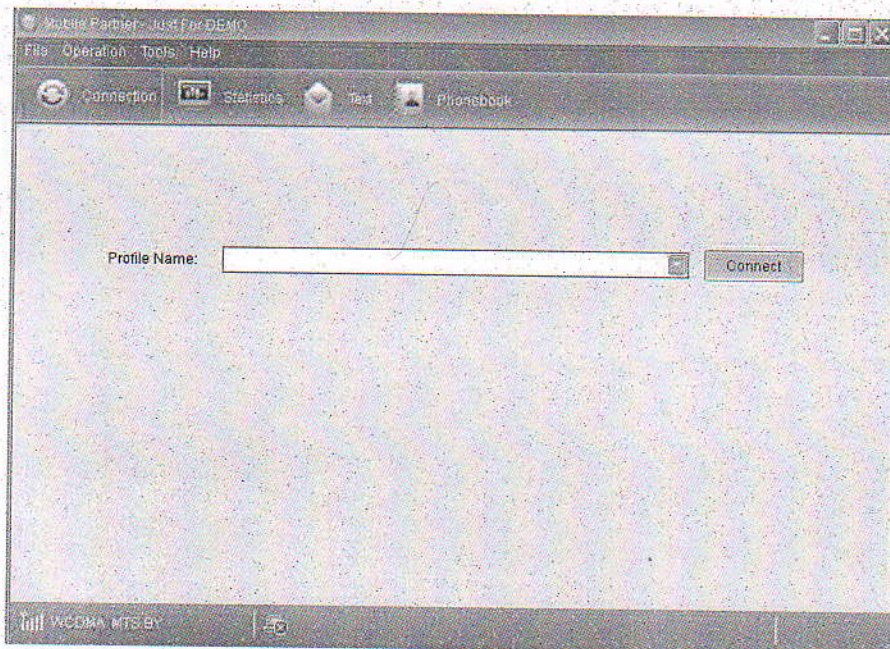 Mobile Partner - Just For DEMO
File Operation Tools Help
Connection Statistics Text Phonebook
Profile Name: Connect
WCDMA MTS BY